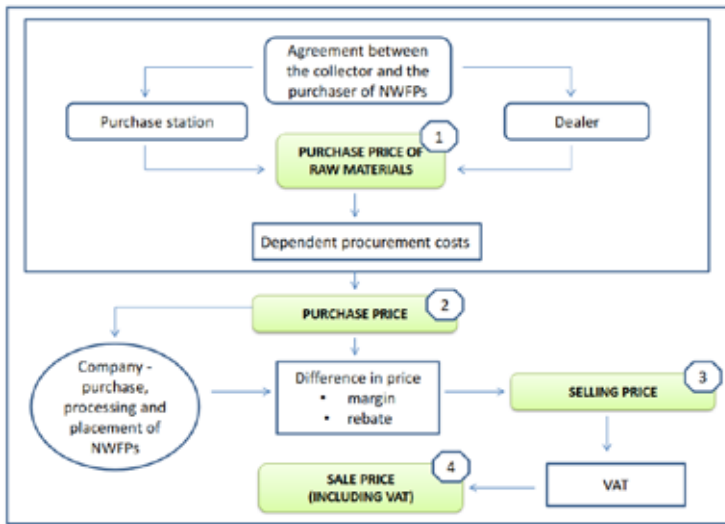 Agreement between
the collector and the
purchaser of NWFPs
Purchase station
Dealer
1
PURCHASE PRICE OF
RAW MATERIALS
Dependent procurement costs
2
PURCHASE PRICE
Company -
purchase,
processing and
placement of
NWFPs
Difference in price
• margin
• rebate
3
SELLING PRICE
4
SALE PRICE
(INCLUDING VAT)
VAT